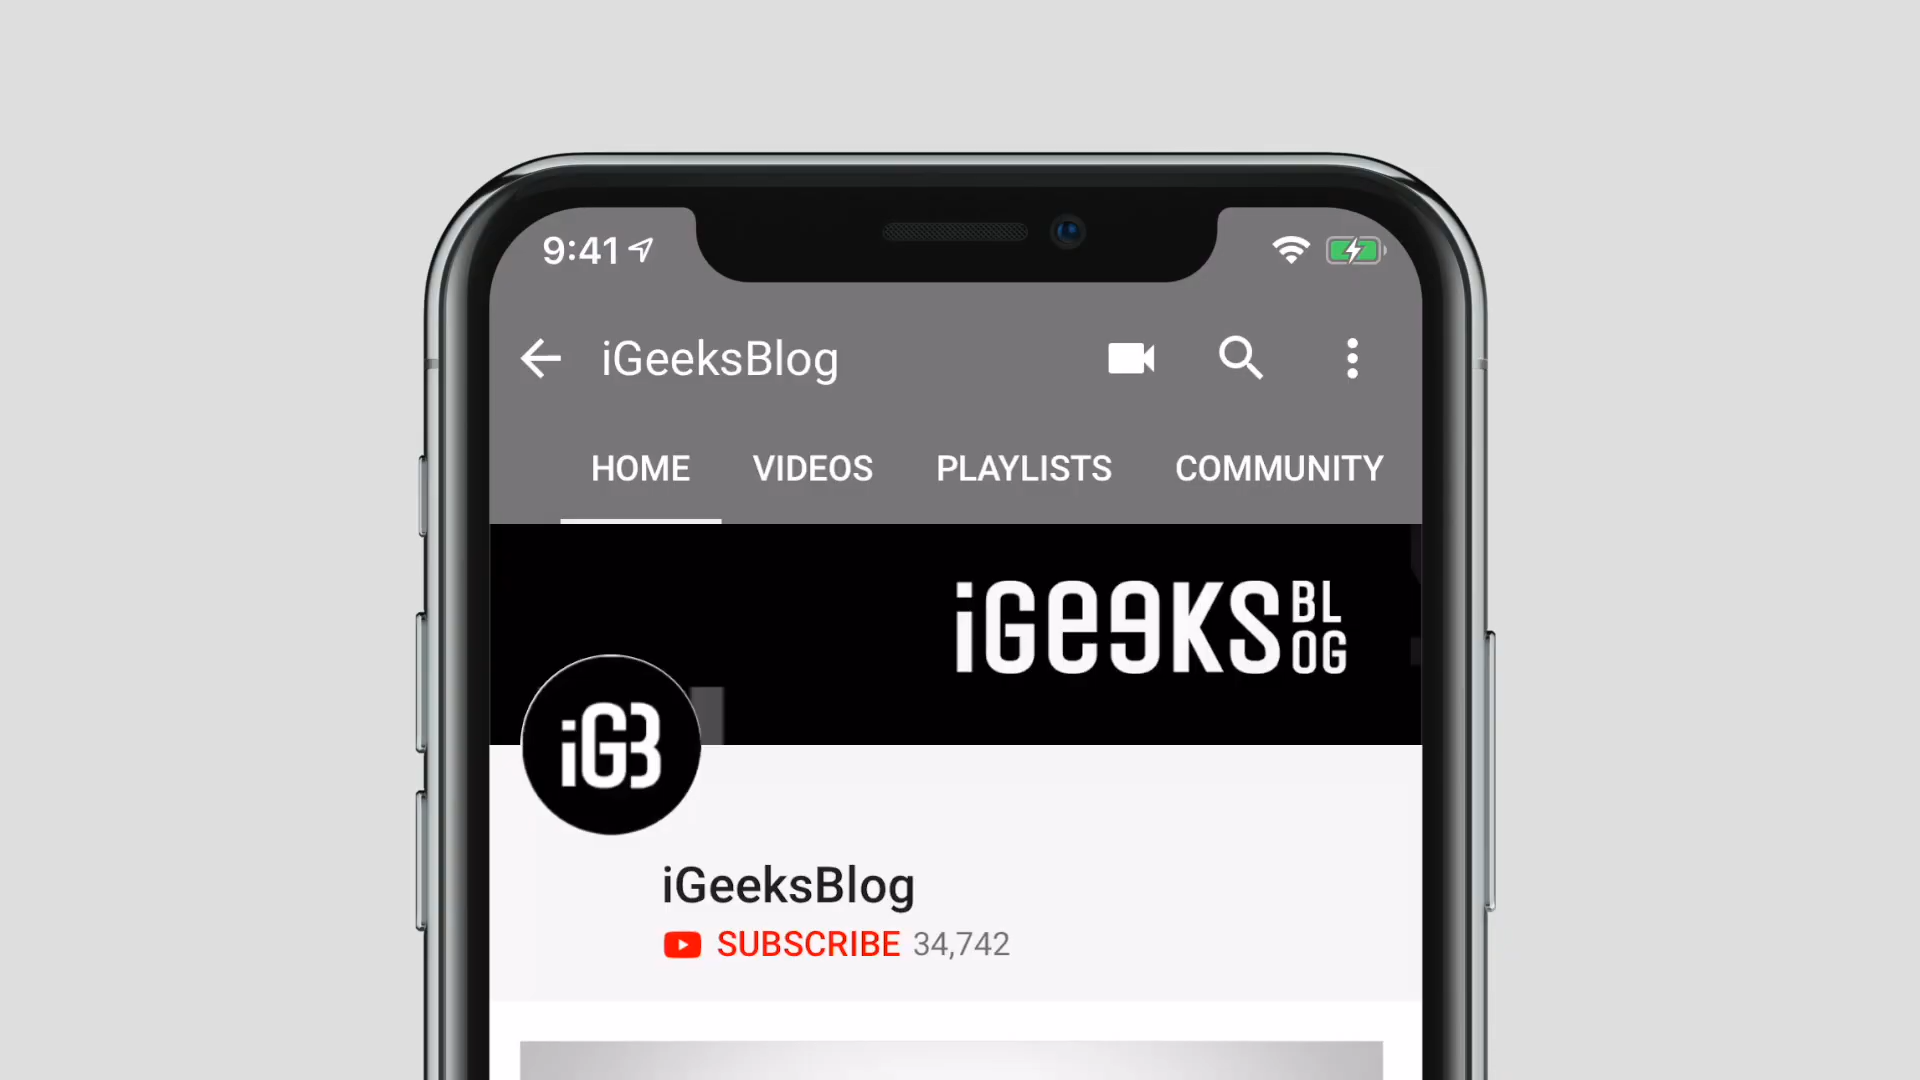 9:41
iGeeksBlog
HOME VIDEOS PLAYLISTS COMMUNITY
iGeeKS BLOG
iGB
iGeeksBlog
SUBSCRIBE 34,742